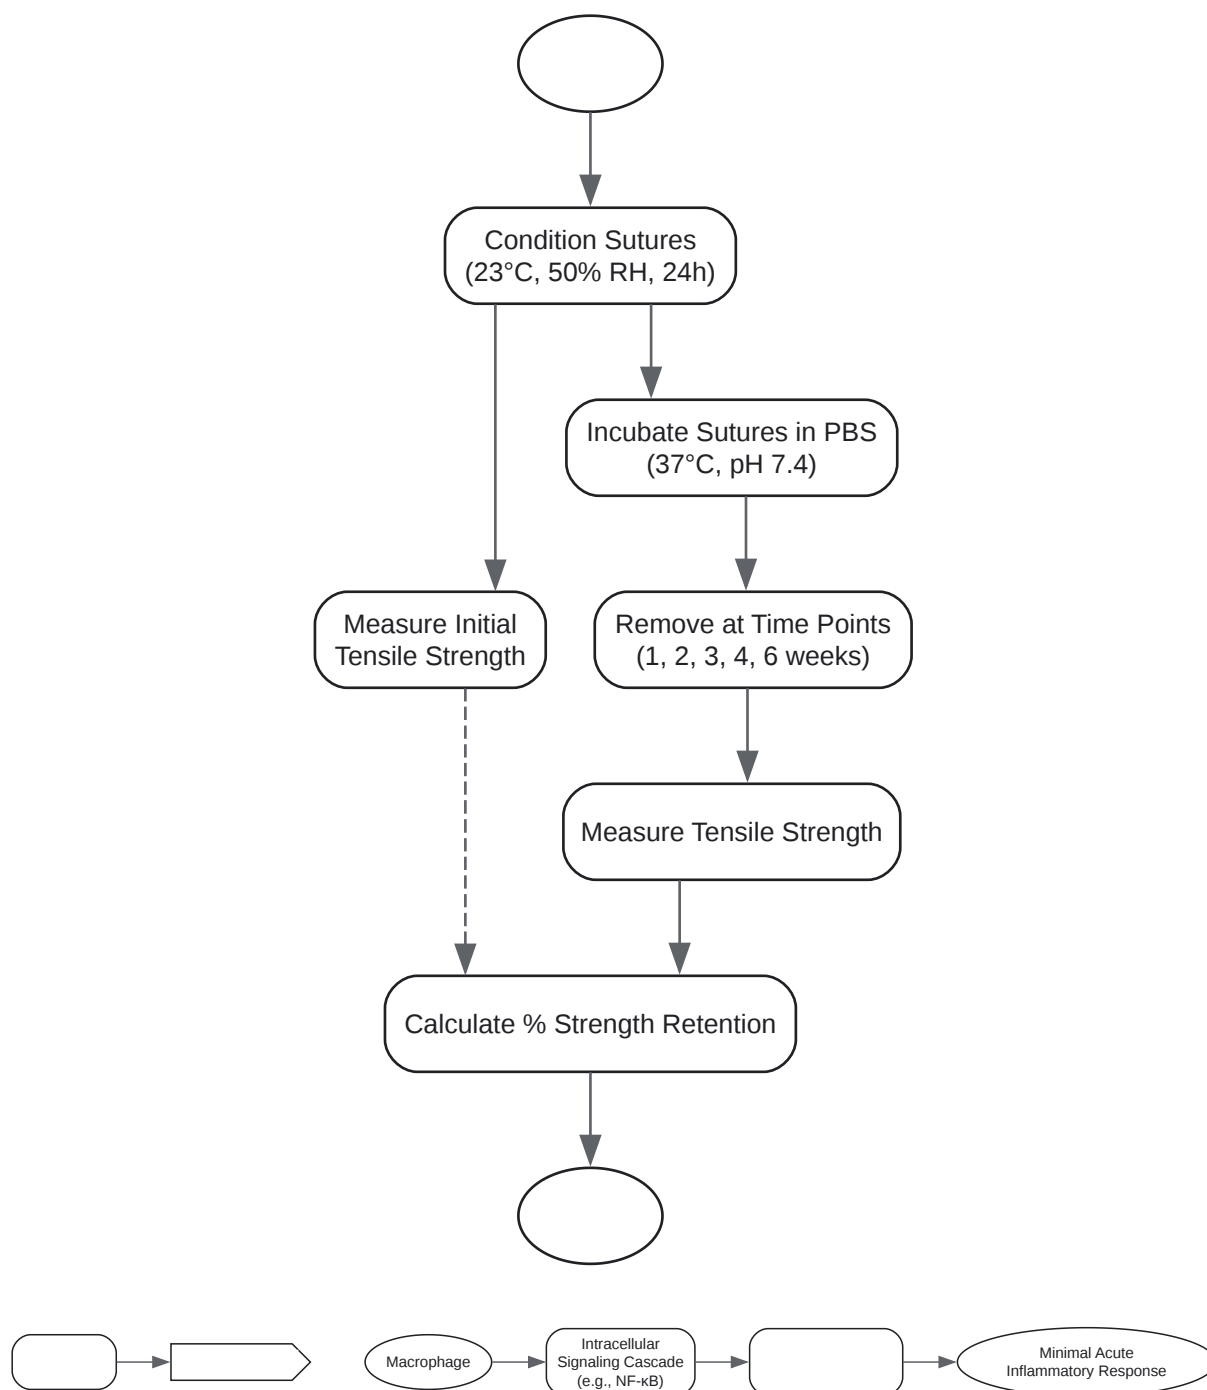 Condition Sutures
(23°C, 50% RH, 24h)
Incubate Sutures in PBS
(37°C, pH 7.4)
Measure Initial
Tensile Strength
Remove at Time Points
(1, 2, 3, 4, 6 weeks)
Measure Tensile Strength
Calculate % Strength Retention
Macrophage
Intracellular
Signaling Cascade
(e.g., NF-κB)
Minimal Acute
Inflammatory Response